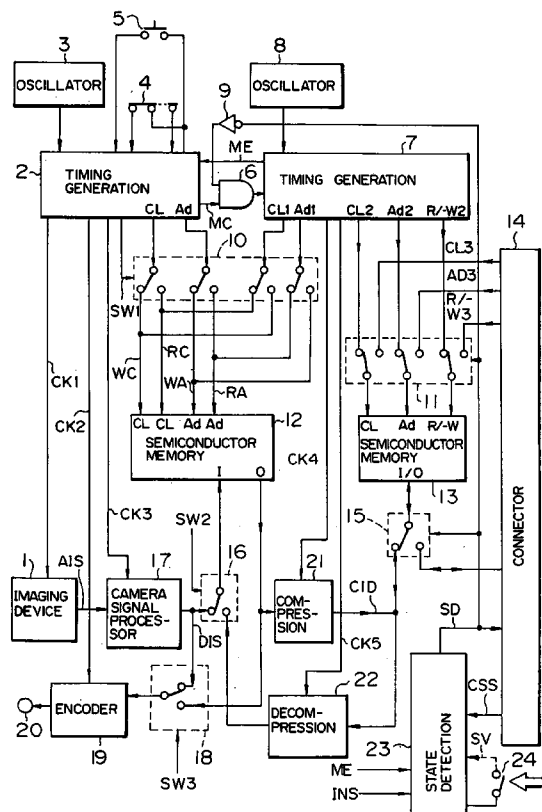 5
3
8
OSCILLATOR
OSCILLATOR
4
9
ME
7
2
TIMING
GENERATION
CL Ad
6
MC
TIMING GENERATION
CL1 Ad1 CL2 Ad2 R/-W2
14
10
CL3
AD3
R/-
W3
SW1
WC
RC
WA
RA
CK1
CK2
CK3
12
CL CL Ad Ad
SEMICONDUCTOR
MEMORY
I O
CK4
11
CL Ad R/-W
SEMICONDUCTOR
MEMORY
I/O
13
15
CONNECTOR
SW2
16
1
AIS
17
IMAGING
DEVICE
CAMERA
SIGNAL
PROCES-
SOR
DIS
21
COM-
PRESSION
CID
CK5
SD
22
20
ENCODER
19
18
SW3
DECOM-
PRESSION
23
STATE
DETECTION
CSS
SV
24
ME
INS